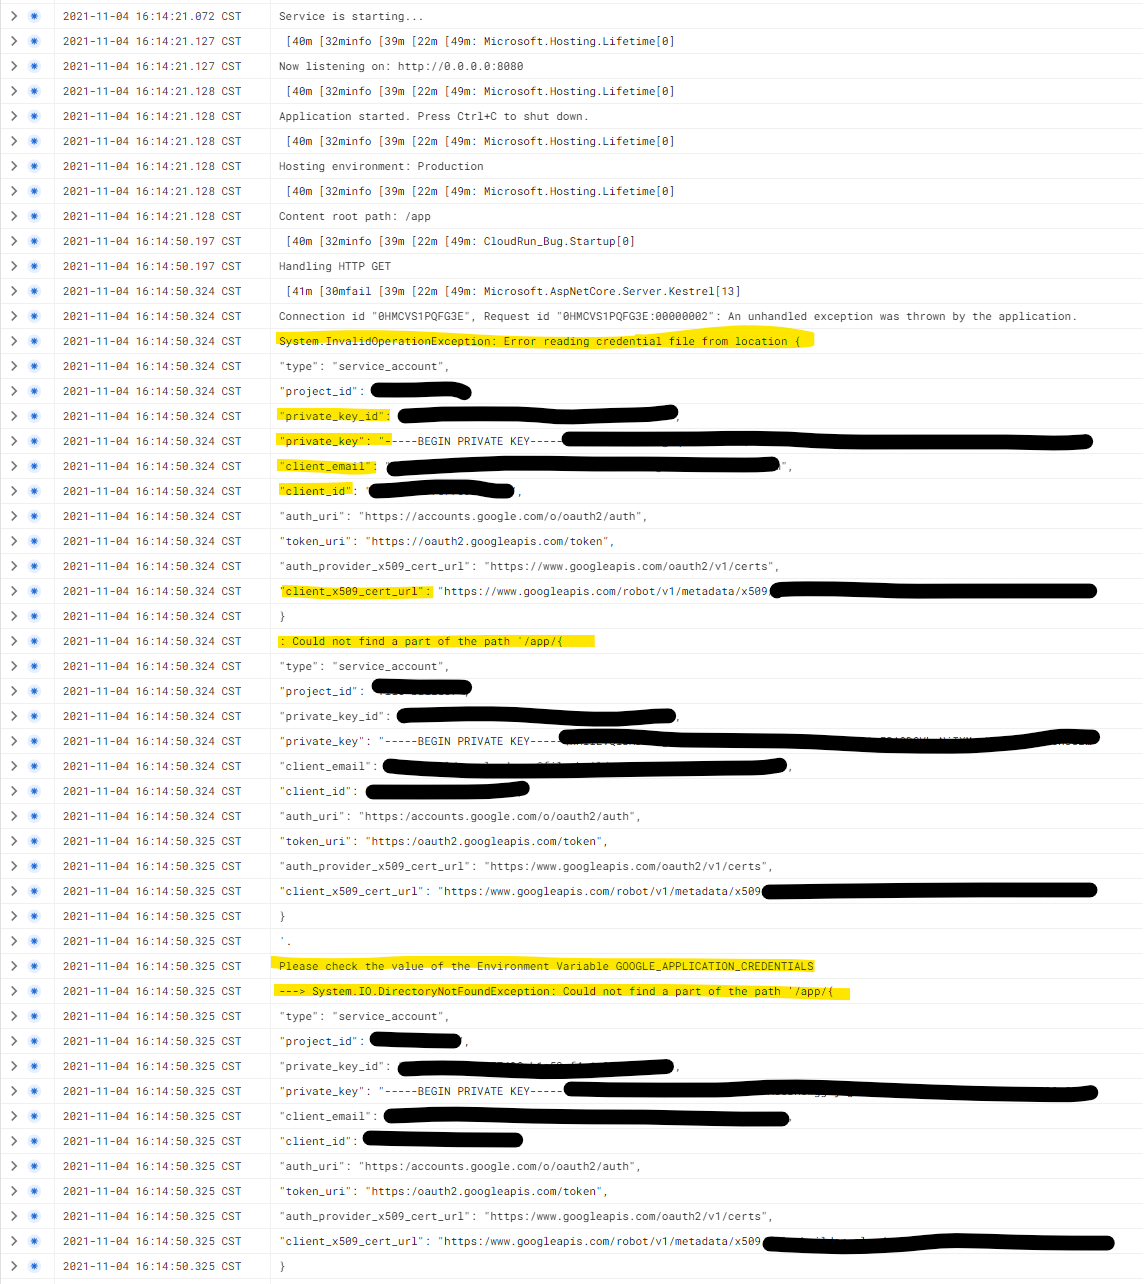 2021-11-04 16:14:21.072 CST Service is starting...
2021-11-04 16:14:21.127 CST [40m [32minfo [39m [22m [49m: Microsoft.Hosting.Lifetime[0]
2021-11-04 16:14:21.127 CST Now listening on: http://0.0.0.0:8080
2021-11-04 16:14:21.128 CST [40m [32minfo [39m [22m [49m: Microsoft.Hosting.Lifetime[0]
2021-11-04 16:14:21.128 CST Application started. Press Ctrl+C to shut down.
2021-11-04 16:14:21.128 CST [40m [32minfo [39m [22m [49m: Microsoft.Hosting.Lifetime[0]
2021-11-04 16:14:21.128 CST Hosting environment: Production
2021-11-04 16:14:21.128 CST [40m [32minfo [39m [22m [49m: Microsoft.Hosting.Lifetime[0]
2021-11-04 16:14:21.128 CST Content root path: /app
2021-11-04 16:14:50.197 CST [40m [32minfo [39m [22m [49m: CloudRun_Bug.Startup[0]
2021-11-04 16:14:50.197 CST Handling HTTP GET
2021-11-04 16:14:50.324 CST [41m [30mfail [39m [22m [49m: Microsoft.AspNetCore.Server.Kestrel[13]
2021-11-04 16:14:50.324 CST Connection id "0HMCVS1PQFG3E", Request id "0HMCVS1PQFG3E:00000002": An unhandled exception was thrown by the application.
2021-11-04 16:14:50.324 CST System.InvalidOperationException: Error reading credential file from location {
2021-11-04 16:14:50.324 CST "type": "service_account",
2021-11-04 16:14:50.324 CST "project_id":
2021-11-04 16:14:50.324 CST "private_key_id": ,
2021-11-04 16:14:50.324 CST "private_key": "-----BEGIN PRIVATE KEY-----
2021-11-04 16:14:50.324 CST "client_email": ",
2021-11-04 16:14:50.324 CST "client_id": ",
2021-11-04 16:14:50.324 CST "auth_uri": "https://accounts.google.com/o/oauth2/auth",
2021-11-04 16:14:50.324 CST "token_uri": "https://oauth2.googleapis.com/token",
2021-11-04 16:14:50.324 CST "auth_provider_x509_cert_url": "https://www.googleapis.com/oauth2/v1/certs",
2021-11-04 16:14:50.324 CST "client_x509_cert_url": "https://www.googleapis.com/robot/v1/metadata/x509
2021-11-04 16:14:50.324 CST }
2021-11-04 16:14:50.324 CST : Could not find a part of the path '/app/{
2021-11-04 16:14:50.324 CST "type": "service_account",
2021-11-04 16:14:50.324 CST "project_id":
2021-11-04 16:14:50.324 CST "private_key_id": ,
2021-11-04 16:14:50.324 CST "private_key": "-----BEGIN PRIVATE KEY-----
2021-11-04 16:14:50.324 CST "client_email": ,
2021-11-04 16:14:50.324 CST "client_id":
2021-11-04 16:14:50.324 CST "auth_uri": "https:/accounts.google.com/o/oauth2/auth",
2021-11-04 16:14:50.325 CST "token_uri": "https:/oauth2.googleapis.com/token",
2021-11-04 16:14:50.325 CST "auth_provider_x509_cert_url": "https:/www.googleapis.com/oauth2/v1/certs",
2021-11-04 16:14:50.325 CST "client_x509_cert_url": "https:/www.googleapis.com/robot/v1/metadata/x509
2021-11-04 16:14:50.325 CST }
2021-11-04 16:14:50.325 CST '.
2021-11-04 16:14:50.325 CST Please check the value of the Environment Variable GOOGLE_APPLICATION_CREDENTIALS
2021-11-04 16:14:50.325 CST ---> System.IO.DirectoryNotFoundException: Could not find a part of the path '/app/{
2021-11-04 16:14:50.325 CST "type": "service_account",
2021-11-04 16:14:50.325 CST "project_id": ,
2021-11-04 16:14:50.325 CST "private_key_id": ,
2021-11-04 16:14:50.325 CST "private_key": "-----BEGIN PRIVATE KEY-----
2021-11-04 16:14:50.325 CST "client_email": ,
2021-11-04 16:14:50.325 CST "client_id":
2021-11-04 16:14:50.325 CST "auth_uri": "https:/accounts.google.com/o/oauth2/auth",
2021-11-04 16:14:50.325 CST "token_uri": "https:/oauth2.googleapis.com/token",
2021-11-04 16:14:50.325 CST "auth_provider_x509_cert_url": "https:/www.googleapis.com/oauth2/v1/certs",
2021-11-04 16:14:50.325 CST "client_x509_cert_url": "https:/www.googleapis.com/robot/v1/metadata/x509
2021-11-04 16:14:50.325 CST }